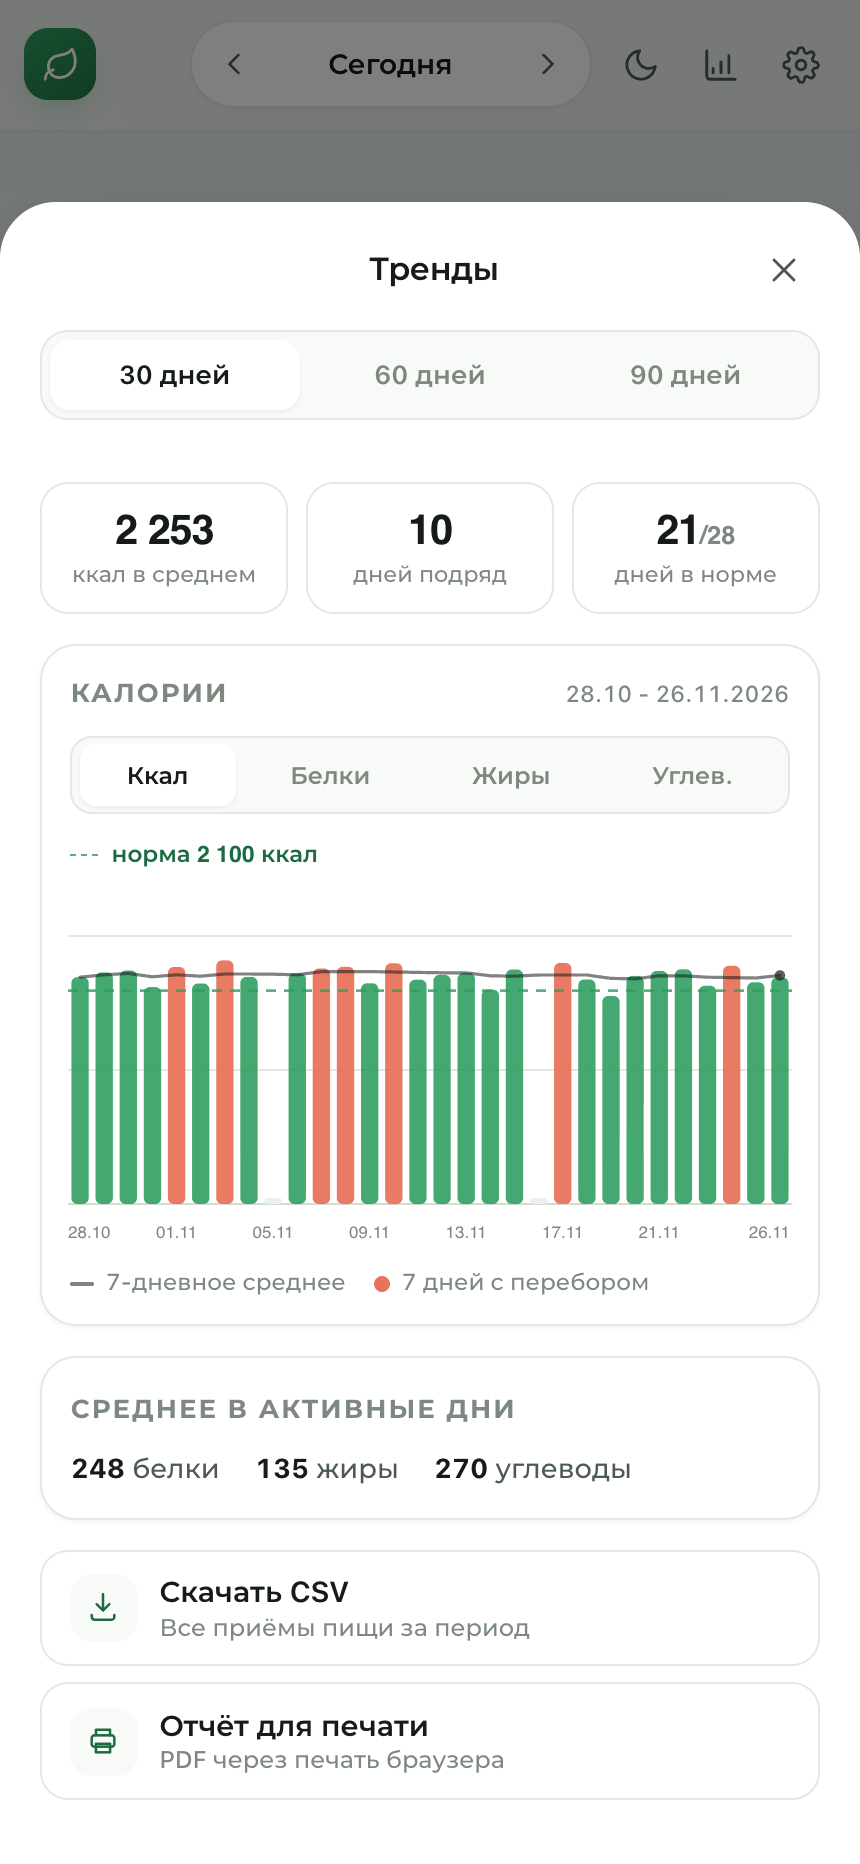 Сегодня
Тренды
30 дней
60 дней
90 дней
2 253
ккал в среднем
10
дней подряд
21/28
дней в норме
КАЛОРИИ
28.10 - 26.11.2026
Ккал
Белки
Жиры
Углев.
норма 2 100 ккал
28.10 01.11 05.11 09.11 13.11 17.11 21.11 26.11
7-дневное среднее
7 дней с перебором
СРЕДНЕЕ В АКТИВНЫЕ ДНИ
248 белки 135 жиры 270 углеводы
Скачать CSV
Все приёмы пищи за период
Отчёт для печати
PDF через печать браузера